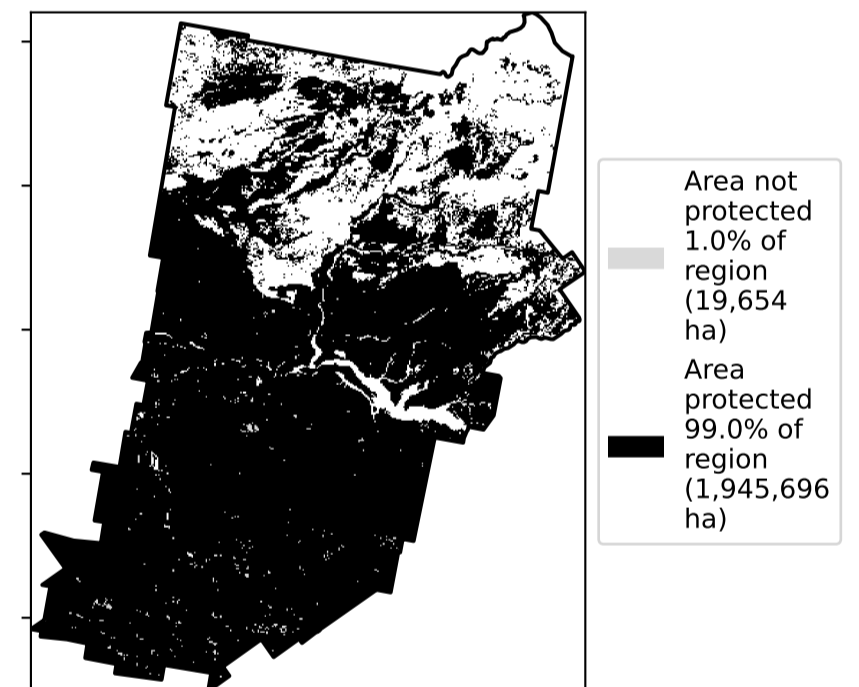 Area not
protected
1.0% of
region
(19,654
ha)
Area
protected
99.0% of
region
(1,945,696
ha)